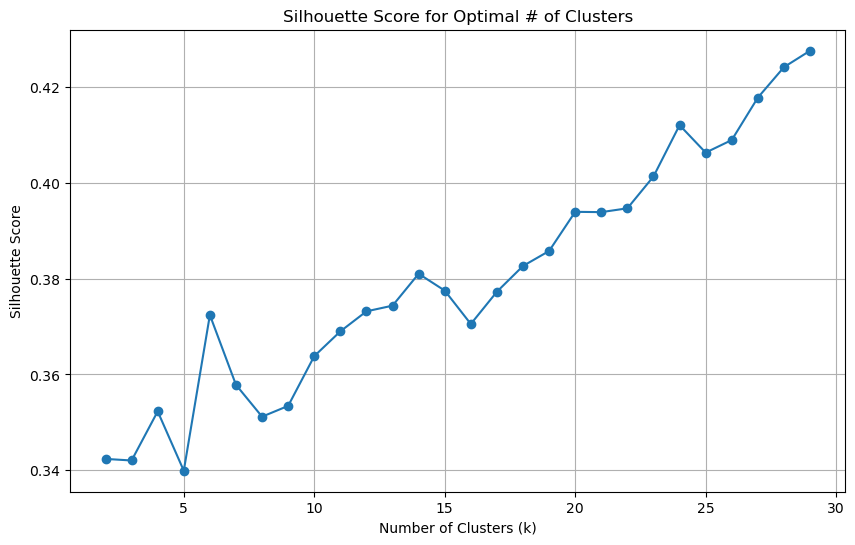 Silhouette Score for Optimal # of Clusters
Silhouette Score
0.42
0.40
0.38
0.36
0.34
5 10 15 20 25 30
Number of Clusters (k)